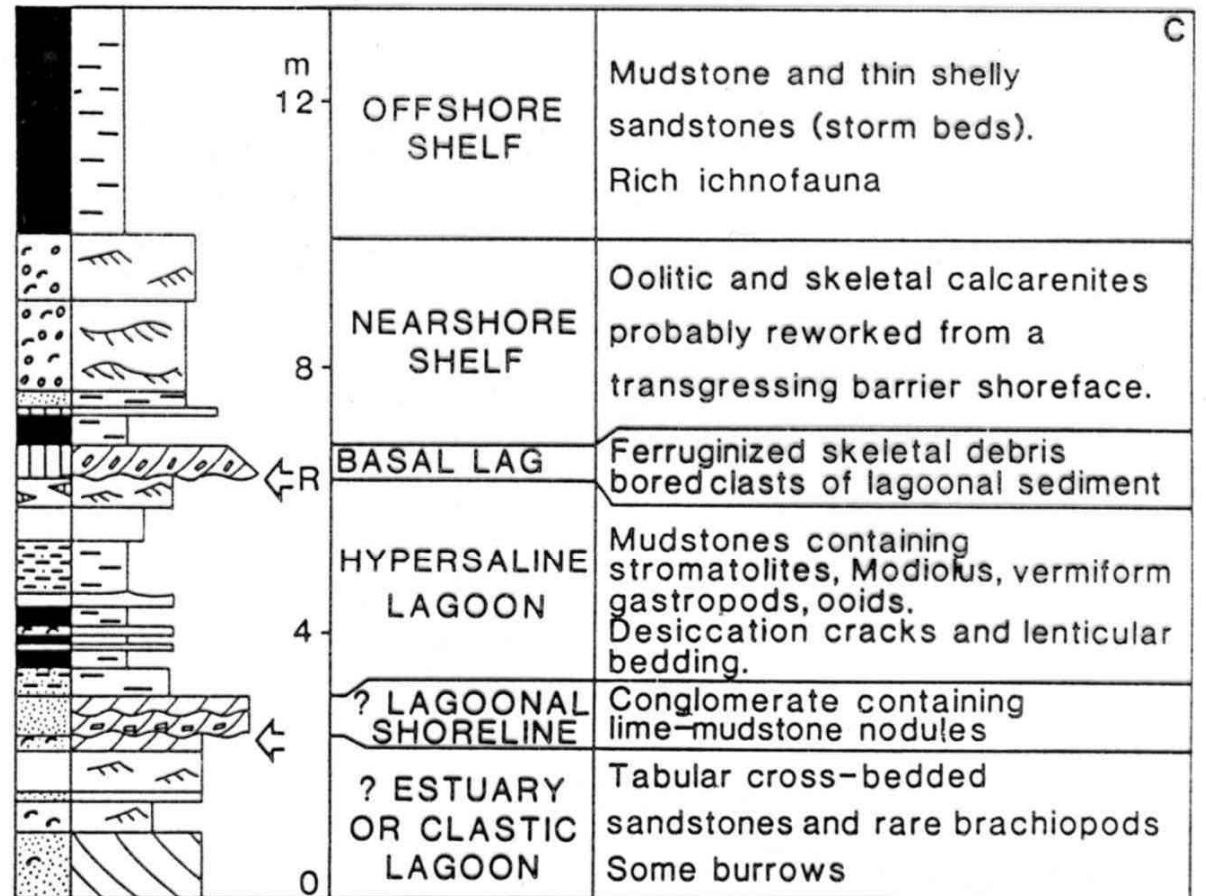 C
m
12
OFFSHORE
SHELF
Mudstone and thin shelly
sandstones (storm beds).
Rich ichnofauna
8
NEARSHORE
SHELF
Oolitic and skeletal calcarenites
probably reworked from a
transgressing barrier shoreface.
R
BASAL LAG
Ferruginized skeletal debris
bored clasts of lagoonal sediment
4
HYPERSALINE
LAGOON
Mudstones containing
stromatolites, Modiolus, vermiform
gastropods, ooids.
Desiccation cracks and lenticular
bedding.
? LAGOONAL
SHORELINE
Conglomerate containing
lime-mudstone nodules
0
? ESTUARY
OR CLASTIC
LAGOON
Tabular cross-bedded
sandstones and rare brachiopods
Some burrows